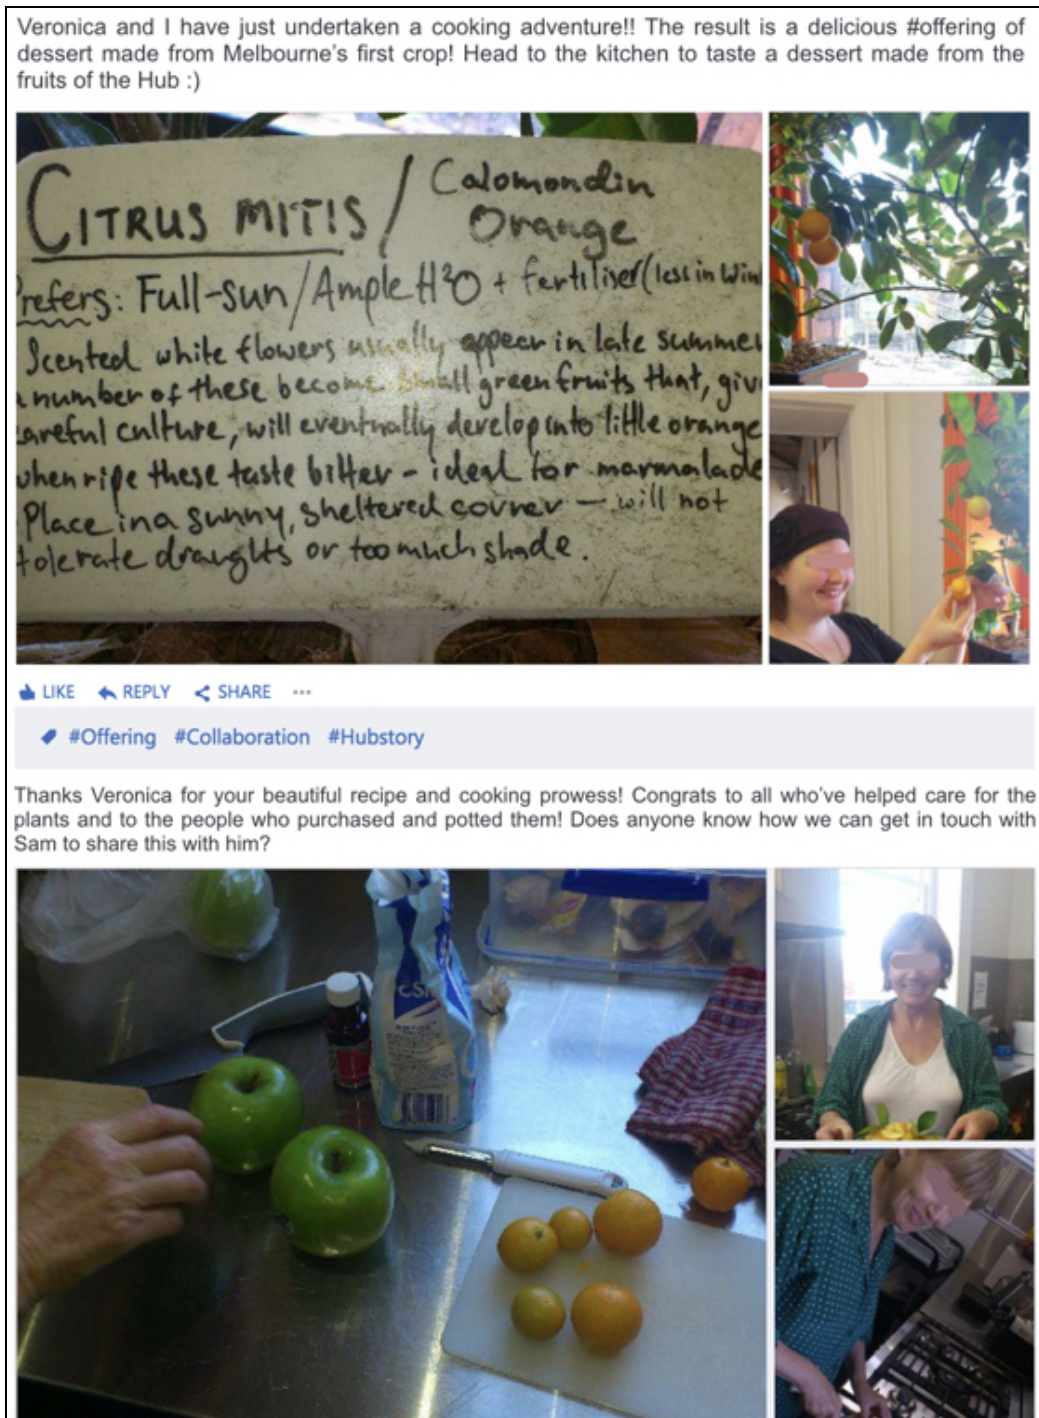 Veronica and I have just undertaken a cooking adventure!! The result is a delicious #offering of
dessert made from Melbourne's first crop! Head to the kitchen to taste a dessert made from the
fruits of the Hub :)
CITRUS MITIS / Calomondin
Orange
Prefers: Full-sun/Ample H2O + fertiliser (less in Win
Scented white flowers usually appear in late summer
a number of these become small green fruits that, giv
careful culture, will eventually develop into little orange
when ripe these taste bitter - ideal for marmalade
Place in a sunny, sheltered corner - will not
tolerate draughts or too much shade.
LIKE REPLY SHARE ...
#Offering #Collaboration #Hubstory
Thanks Veronica for your beautiful recipe and cooking prowess! Congrats to all who've helped care for the
plants and to the people who purchased and potted them! Does anyone know how we can get in touch with
Sam to share this with him?
CSR